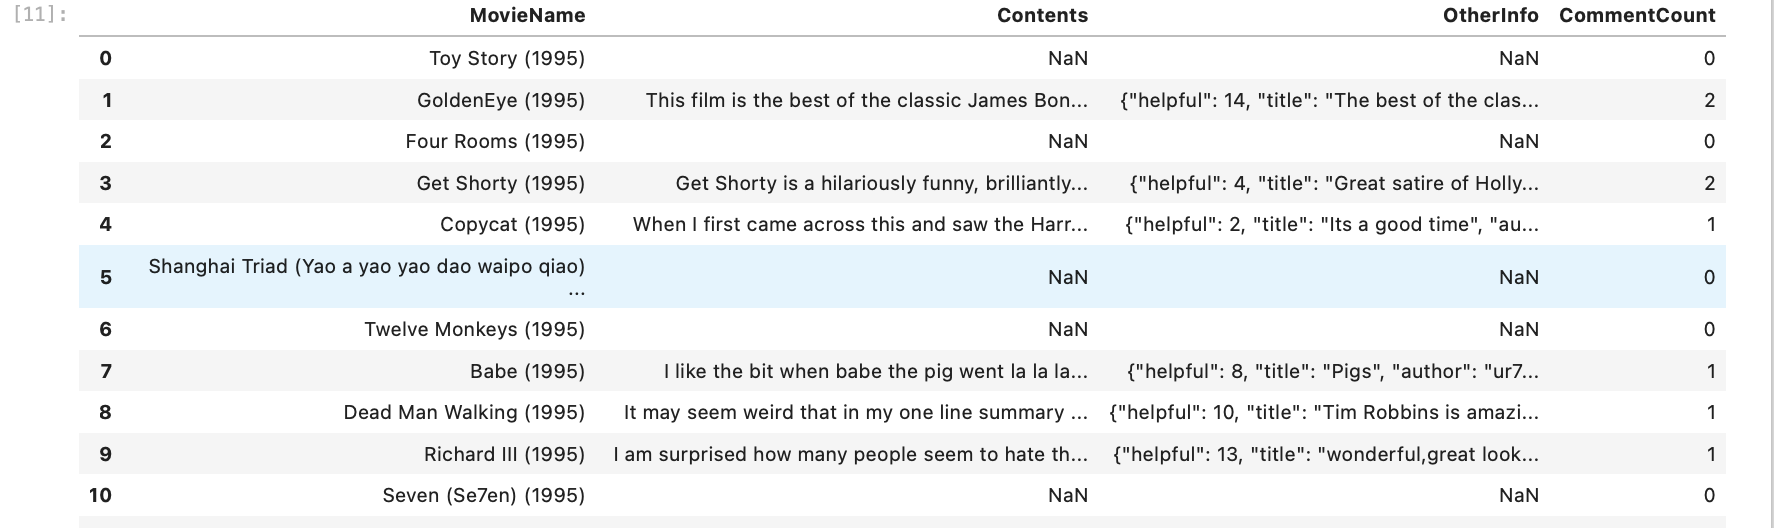 [11]: MovieName Contents OtherInfo CommentCount
0 Toy Story (1995) NaN NaN 0
1 GoldenEye (1995) This film is the best of the classic James Bon... {"helpful": 14, "title": "The best of the clas... 2
2 Four Rooms (1995) NaN NaN 0
3 Get Shorty (1995) Get Shorty is a hilariously funny, brilliantly... {"helpful": 4, "title": "Great satire of Holly... 2
4 Copycat (1995) When I first came across this and saw the Harr... {"helpful": 2, "title": "Its a good time", "au... 1
5 Shanghai Triad (Yao a yao yao dao waipo qiao) NaN NaN 0
...
6 Twelve Monkeys (1995) NaN NaN 0
7 Babe (1995) I like the bit when babe the pig went la la la... {"helpful": 8, "title": "Pigs", "author": "ur7... 1
8 Dead Man Walking (1995) It may seem weird that in my one line summary ... {"helpful": 10, "title": "Tim Robbins is amazi... 1
9 Richard III (1995) I am surprised how many people seem to hate th... {"helpful": 13, "title": "wonderful,great look... 1
10 Seven (Se7en) (1995) NaN NaN 0